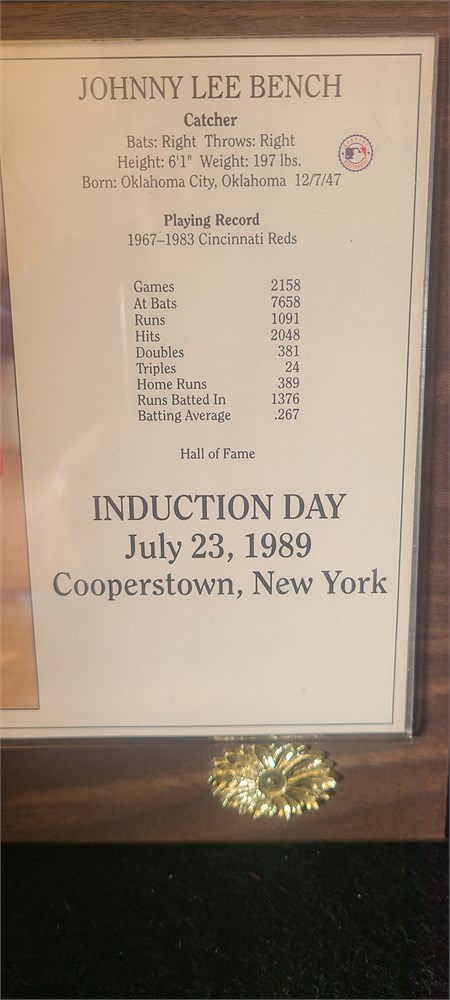 JOHNNY LEE BENCH
Catcher
Bats: Right Throws: Right
Height: 6'1" Weight: 197 lbs.
Born: Oklahoma City, Oklahoma 12/7/47
Playing Record
1967–1983 Cincinnati Reds
Games 2158
At Bats 7658
Runs 1091
Hits 2048
Doubles 381
Triples 24
Home Runs 389
Runs Batted In 1376
Batting Average .267
Hall of Fame
INDUCTION DAY
July 23, 1989
Cooperstown, New York